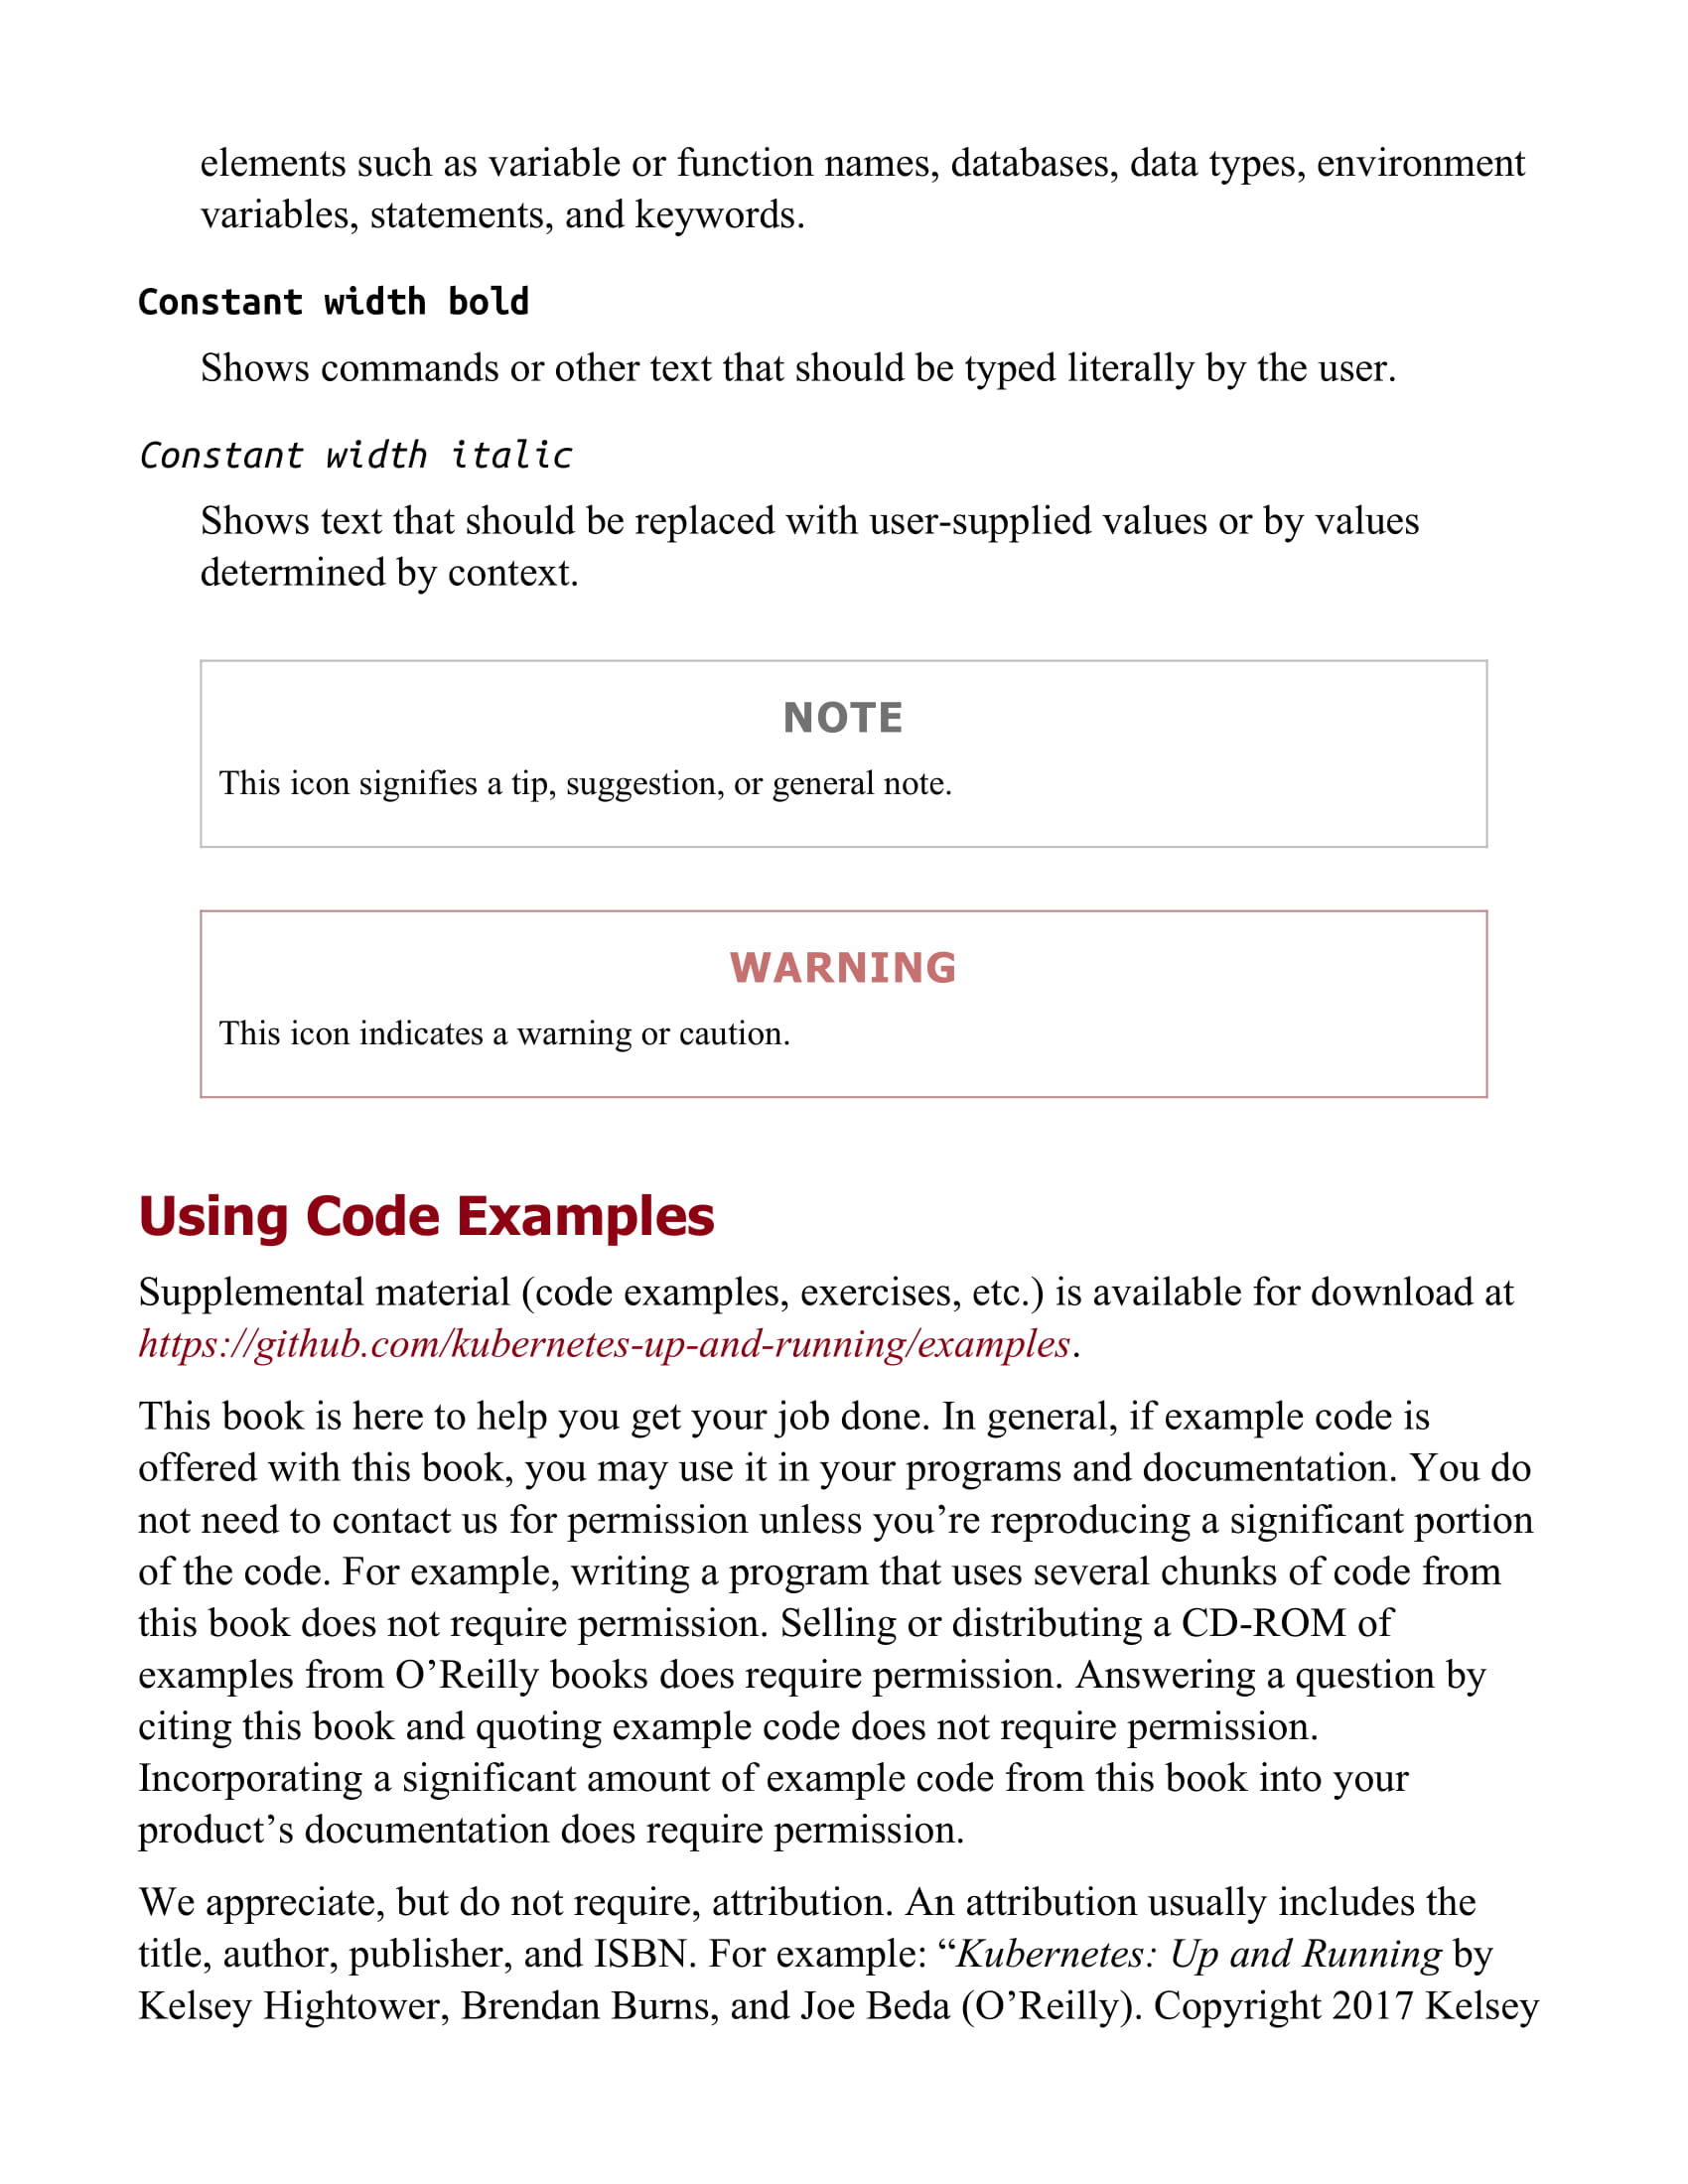 elements such as variable or function names, databases, data types, environment
variables, statements, and keywords.
Constant width bold
Shows commands or other text that should be typed literally by the user.
Constant width italic
Shows text that should be replaced with user-supplied values or by values
determined by context.
NOTE
This icon signifies a tip, suggestion, or general note.
WARNING
This icon indicates a warning or caution.
Using Code Examples
Supplemental material (code examples, exercises, etc.) is available for download at
https://github.com/kubernetes-up-and-running/examples.
This book is here to help you get your job done. In general, if example code is
offered with this book, you may use it in your programs and documentation. You do
not need to contact us for permission unless you’re reproducing a significant portion
of the code. For example, writing a program that uses several chunks of code from
this book does not require permission. Selling or distributing a CD-ROM of
examples from O’Reilly books does require permission. Answering a question by
citing this book and quoting example code does not require permission.
Incorporating a significant amount of example code from this book into your
product’s documentation does require permission.
We appreciate, but do not require, attribution. An attribution usually includes the
title, author, publisher, and ISBN. For example: “Kubernetes: Up and Running by
Kelsey Hightower, Brendan Burns, and Joe Beda (O’Reilly). Copyright 2017 Kelsey